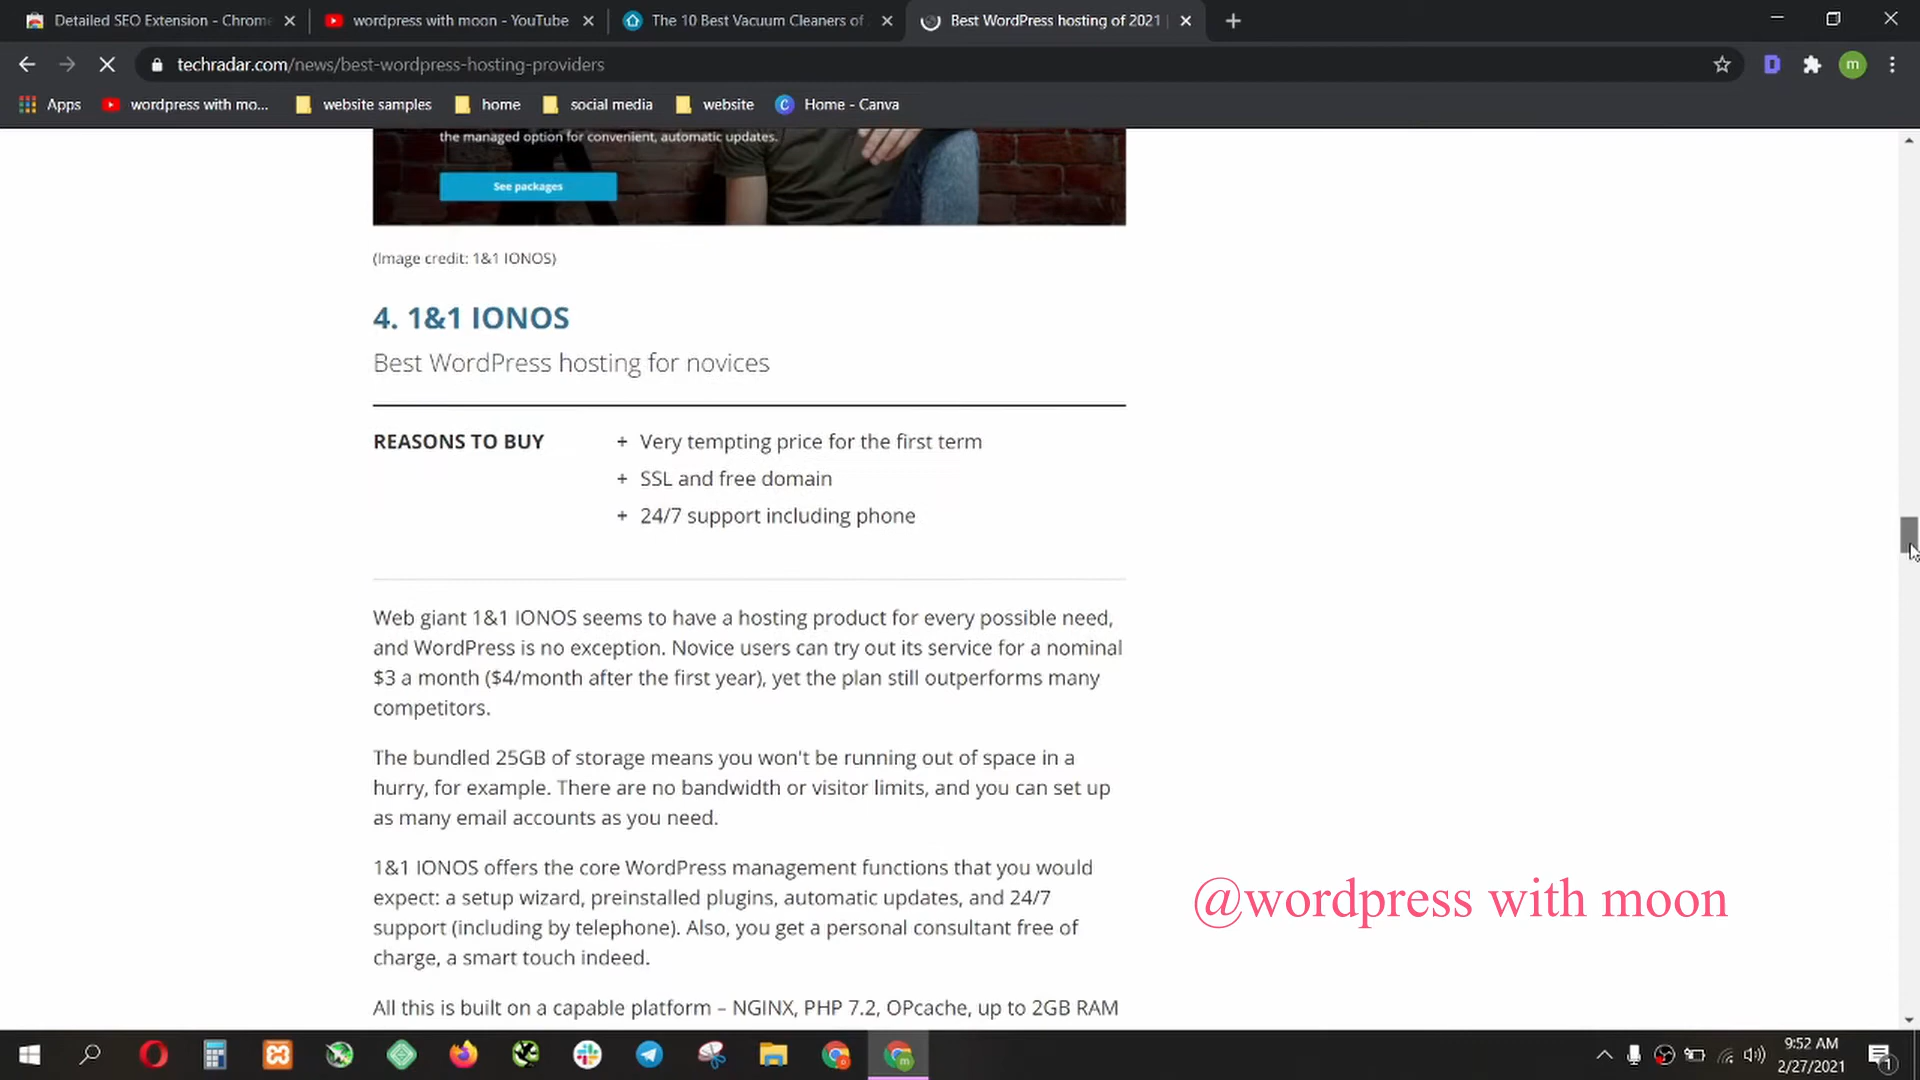 Detailed SEO Extension - Chrome
wordpress with moon - YouTube
The 10 Best Vacuum Cleaners of
Best WordPress hosting of 2021 |
techradar.com/news/best-wordpress-hosting-providers
m
Apps
wordpress with mo...
website samples
home
social media
website
Home - Canva
the managed option for convenient, automatic updates.
See packages
(Image credit: 1&1 IONOS)
4. 1&1 IONOS
Best WordPress hosting for novices
REASONS TO BUY
+ Very tempting price for the first term
+ SSL and free domain
+ 24/7 support including phone
Web giant 1&1 IONOS seems to have a hosting product for every possible need,
and WordPress is no exception. Novice users can try out its service for a nominal
$3 a month ($4/month after the first year), yet the plan still outperforms many
competitors.
The bundled 25GB of storage means you won't be running out of space in a
hurry, for example. There are no bandwidth or visitor limits, and you can set up
as many email accounts as you need.
1&1 IONOS offers the core WordPress management functions that you would
expect: a setup wizard, preinstalled plugins, automatic updates, and 24/7
support (including by telephone). Also, you get a personal consultant free of
charge, a smart touch indeed.
All this is built on a capable platform – NGINX, PHP 7.2, OPcache, up to 2GB RAM
@wordpress with moon
9:52 AM
2/27/2021
1